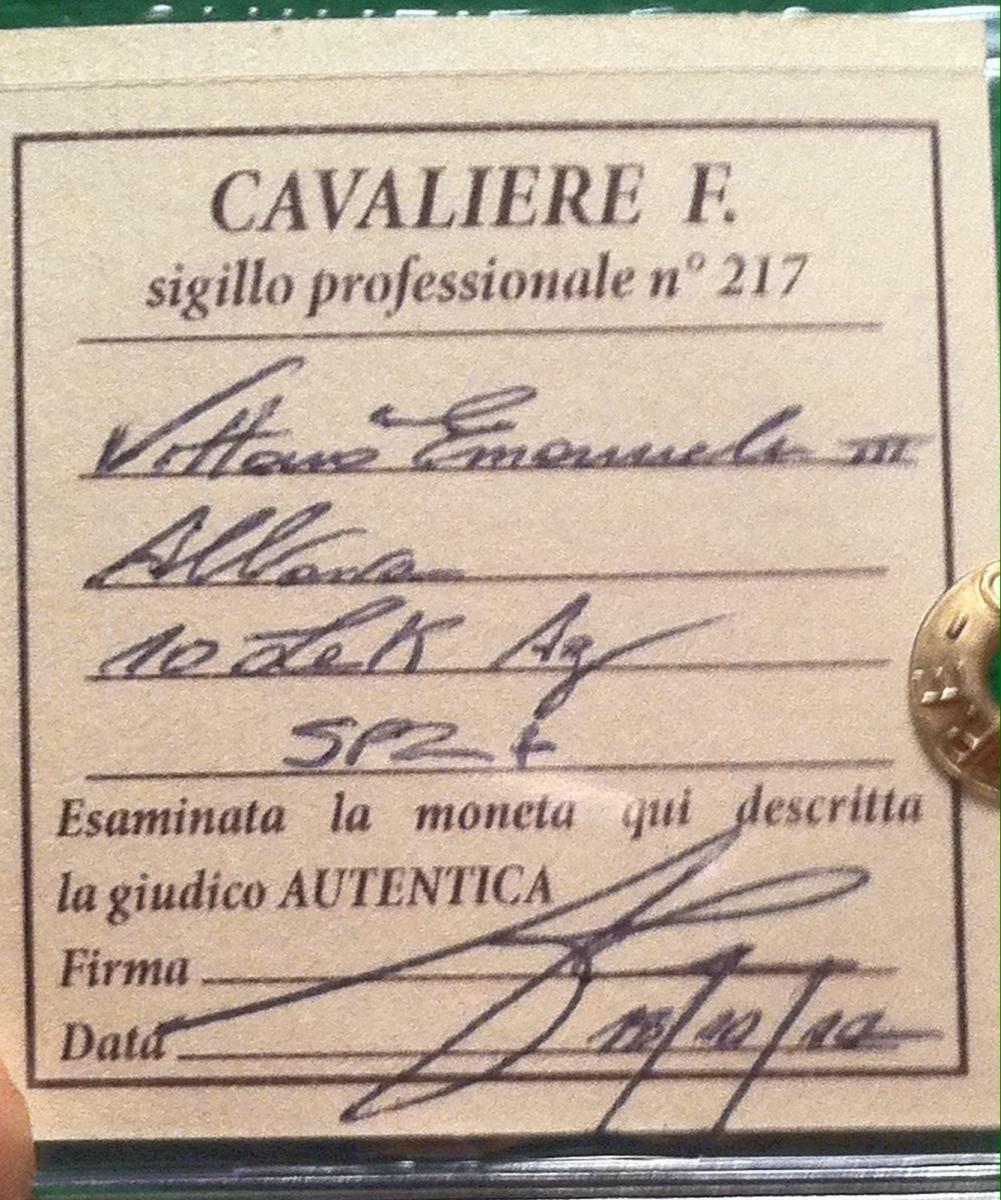 CAVALIERE F.
sigillo professionale n° 217
Vittorio Emanuele III
Albania
10 Lek Ag
SPL +
Esaminata la moneta qui descritta
la giudico AUTENTICA
Firma
Data